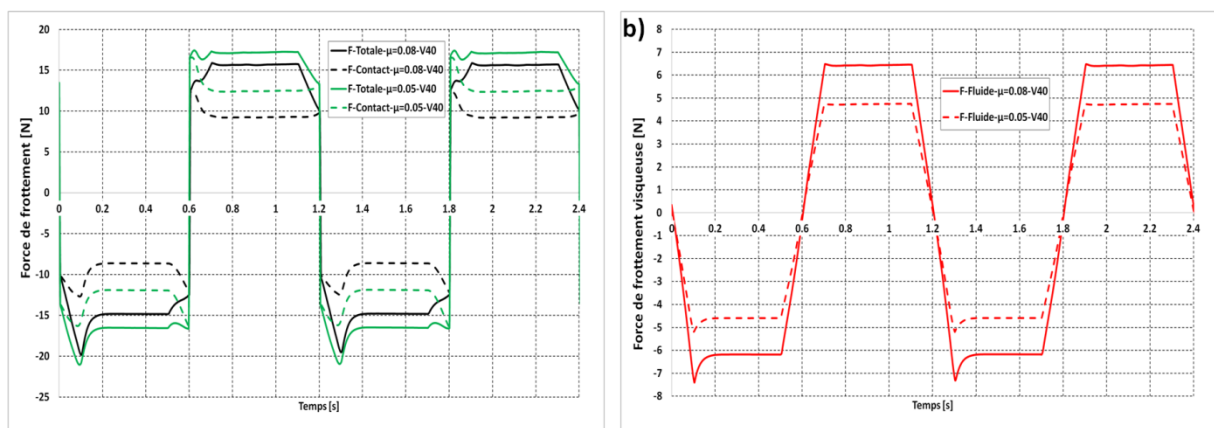 Force de frottement [N]
20
15
10
5
0
-5
-10
-15
-20
-25
0 0.2 0.4 0.6 0.8 1 1.2 1.4 1.6 1.8 2 2.2 2.4
F-Totale-μ=0.08-V40
F-Contact-μ=0.08-V40
F-Totale-μ=0.05-V40
F-Contact-μ=0.05-V40
Temps [s]
b)
Force de frottement visqueuse [N]
8
7
6
5
4
3
2
1
0
-1
-2
-3
-4
-5
-6
-7
-8
0 0.2 0.4 0.6 0.8 1 1.2 1.4 1.6 1.8 2 2.2 2.4
F-Fluide-μ=0.08-V40
F-Fluide-μ=0.05-V40
Temps [s]